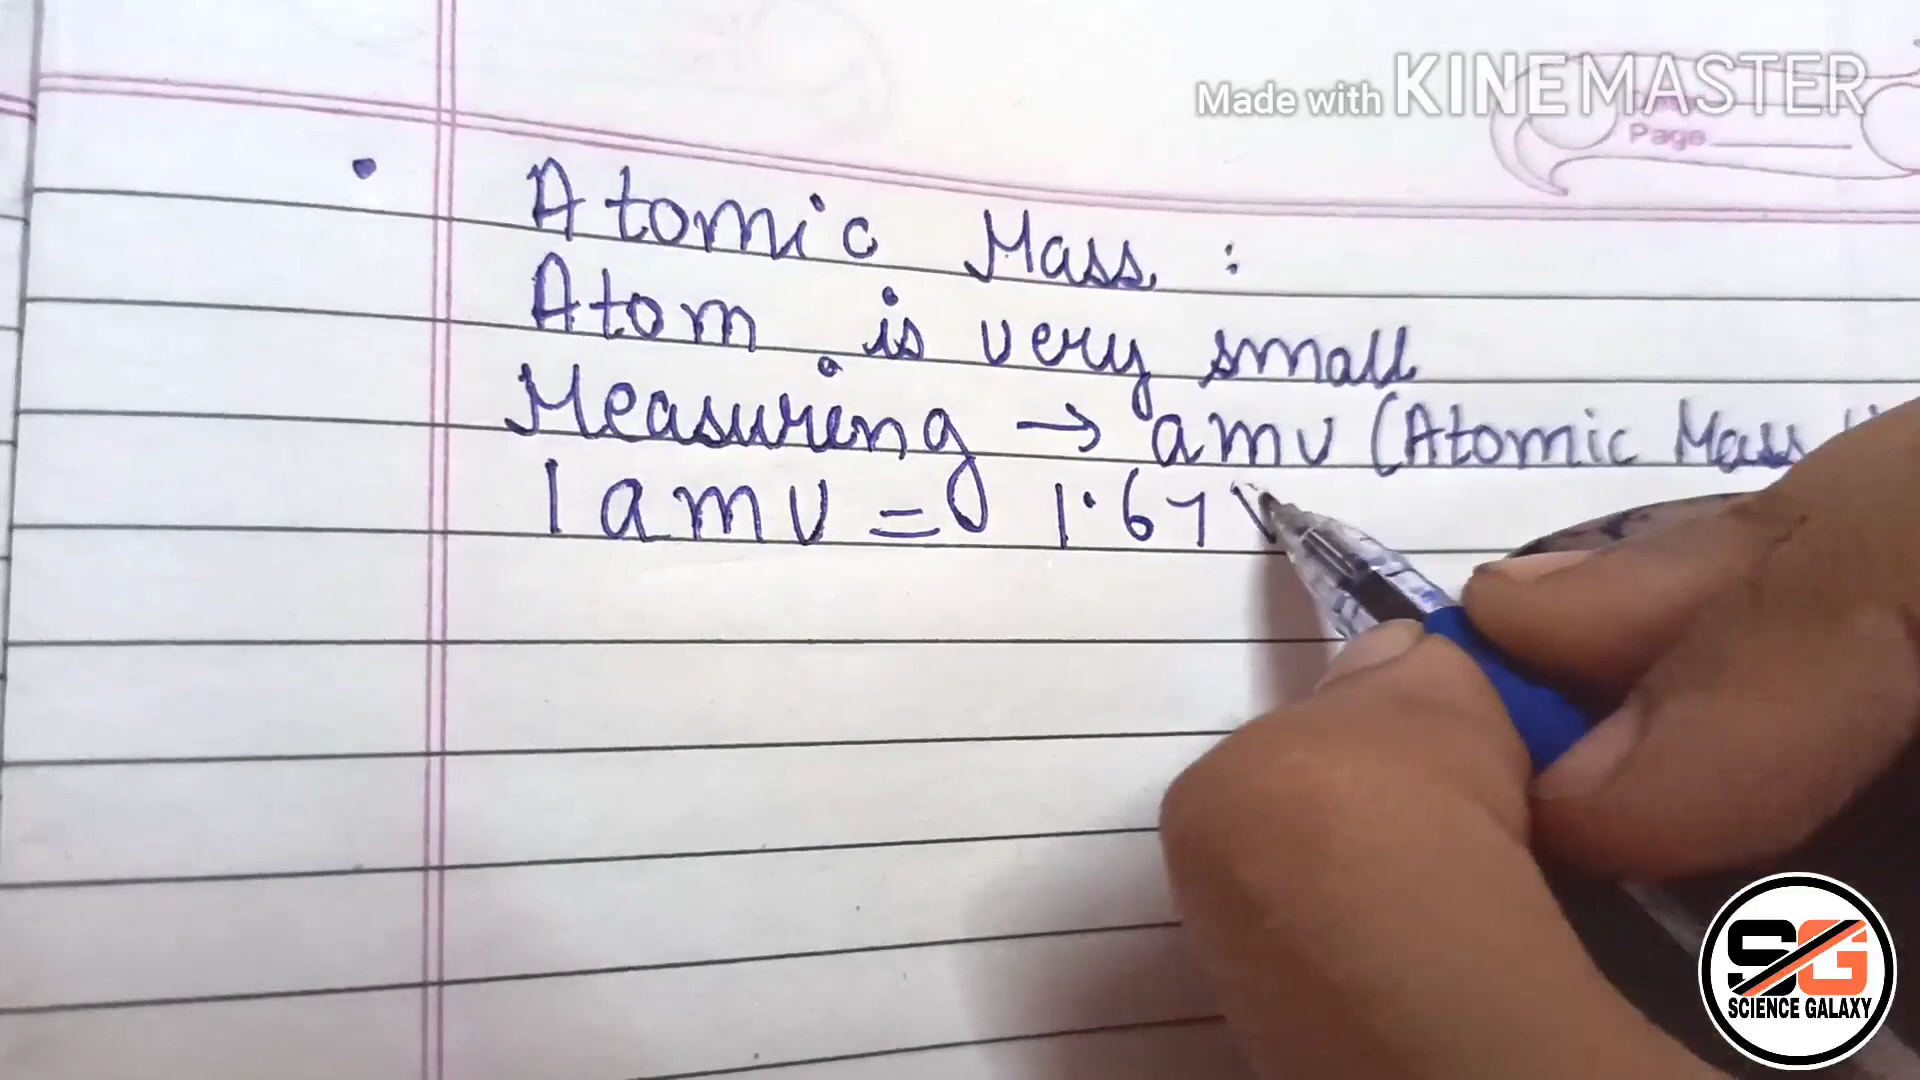 Made with KINEMASTER
Page
Atomic Mass :
Atom is very small
Measuring → amu (Atomic Mass
1 amu = 1.67
SG
SCIENCE GALAXY